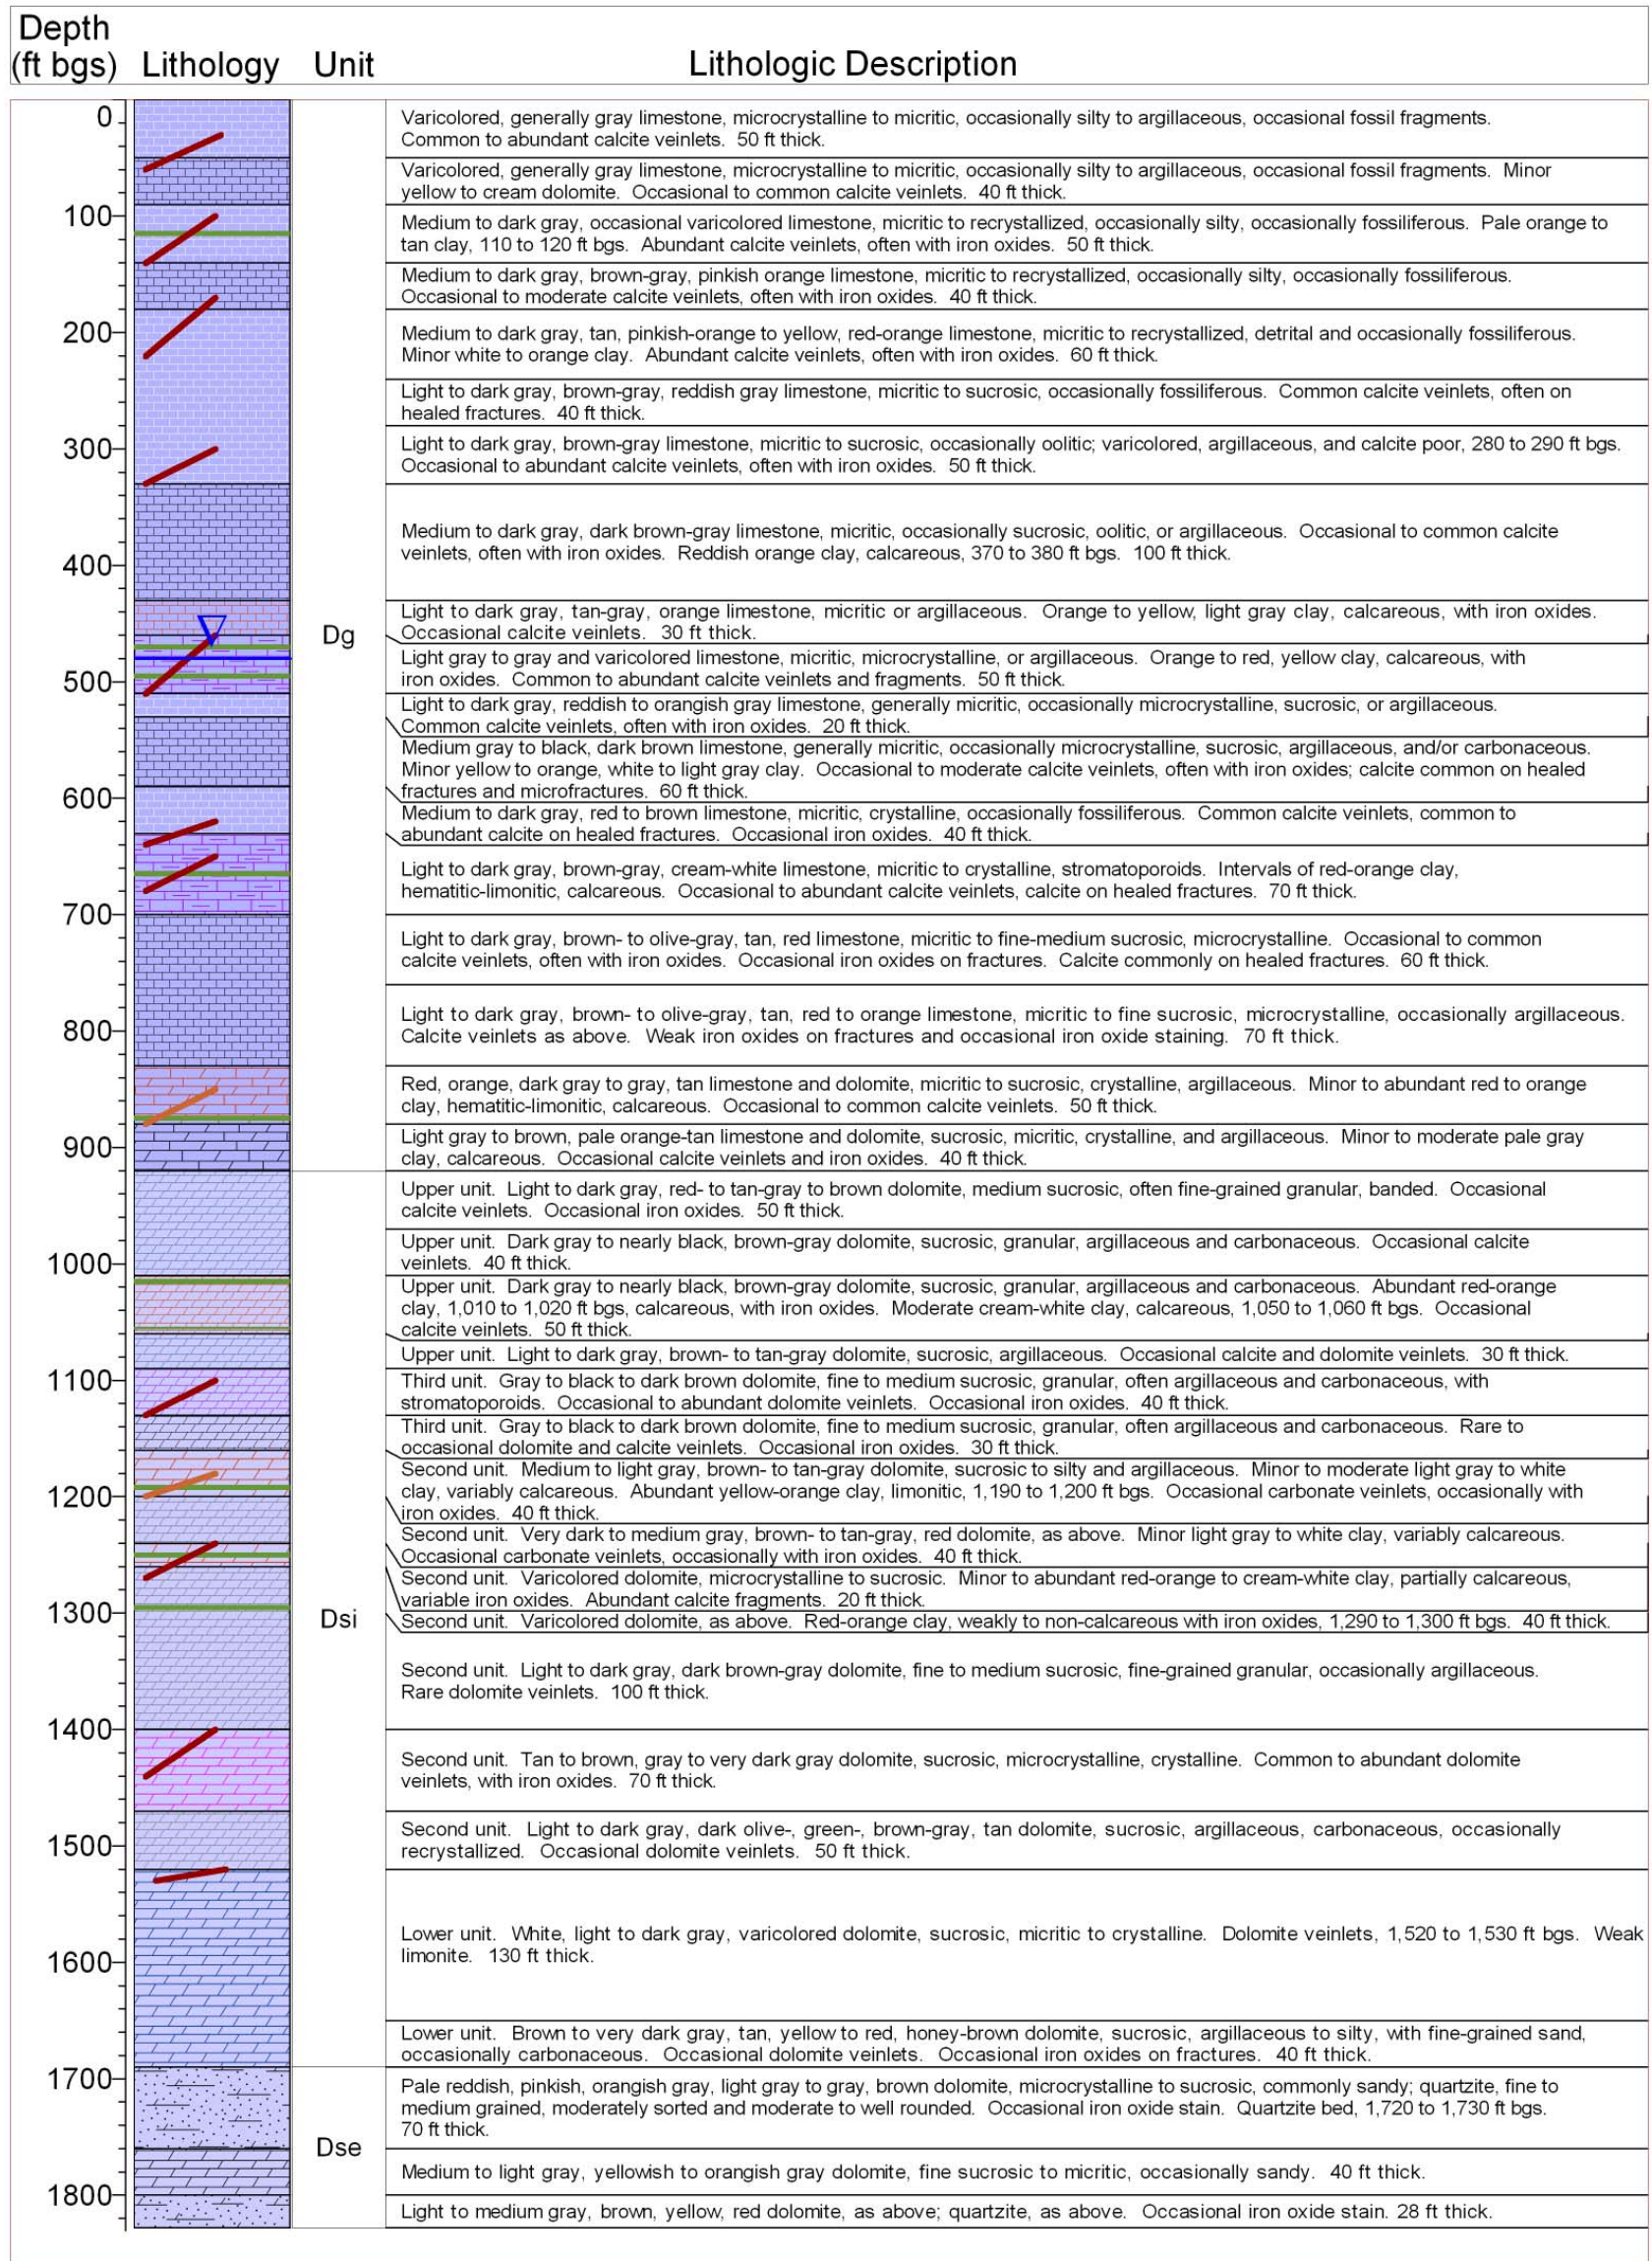 Depth
(ft bgs) Lithology Unit Lithologic Description
0
Varicolored, generally gray limestone, microcrystalline to micritic, occasionally silty to argillaceous, occasional fossil fragments.
Common to abundant calcite veinlets. 50 ft thick.
Varicolored, generally gray limestone, microcrystalline to micritic, occasionally silty to argillaceous, occasional fossil fragments. Minor
yellow to cream dolomite. Occasional to common calcite veinlets. 40 ft thick.
100
Medium to dark gray, occasional varicolored limestone, micritic to recrystallized, occasionally silty, occasionally fossiliferous. Pale orange to
tan clay, 110 to 120 ft bgs. Abundant calcite veinlets, often with iron oxides. 50 ft thick.
Medium to dark gray, brown-gray, pinkish orange limestone, micritic to recrystallized, occasionally silty, occasionally fossiliferous.
Occasional to moderate calcite veinlets, often with iron oxides. 40 ft thick.
200
Medium to dark gray, tan, pinkish-orange to yellow, red-orange limestone, micritic to recrystallized, detrital and occasionally fossiliferous.
Minor white to orange clay. Abundant calcite veinlets, often with iron oxides. 60 ft thick.
Light to dark gray, brown-gray, reddish gray limestone, micritic to sucrosic, occasionally fossiliferous. Common calcite veinlets, often on
healed fractures. 40 ft thick.
300
Light to dark gray, brown-gray limestone, micritic to sucrosic, occasionally oolitic; varicolored, argillaceous, and calcite poor, 280 to 290 ft bgs.
Occasional to abundant calcite veinlets, often with iron oxides. 50 ft thick.
Medium to dark gray, dark brown-gray limestone, micritic, occasionally sucrosic, oolitic, or argillaceous. Occasional to common calcite
veinlets, often with iron oxides. Reddish orange clay, calcareous, 370 to 380 ft bgs. 100 ft thick.
400
Light to dark gray, tan-gray, orange limestone, micritic or argillaceous. Orange to yellow, light gray clay, calcareous, with iron oxides.
Occasional calcite veinlets. 30 ft thick.
Dg
Light gray to gray and varicolored limestone, micritic, microcrystalline, or argillaceous. Orange to red, yellow clay, calcareous, with
iron oxides. Common to abundant calcite veinlets and fragments. 50 ft thick.
500
Light to dark gray, reddish to orangish gray limestone, generally micritic, occasionally microcrystalline, sucrosic, or argillaceous.
Common calcite veinlets, often with iron oxides. 20 ft thick.
Medium gray to black, dark brown limestone, generally micritic, occasionally microcrystalline, sucrosic, argillaceous, and/or carbonaceous.
Minor yellow to orange, white to light gray clay. Occasional to moderate calcite veinlets, often with iron oxides; calcite common on healed
fractures and microfractures. 60 ft thick.
600
Medium to dark gray, red to brown limestone, micritic, crystalline, occasionally fossiliferous. Common calcite veinlets, common to
abundant calcite on healed fractures. Occasional iron oxides. 40 ft thick.
Light to dark gray, brown-gray, cream-white limestone, micritic to crystalline, stromatoporoids. Intervals of red-orange clay,
hematitic-limonitic, calcareous. Occasional to abundant calcite veinlets, calcite on healed fractures. 70 ft thick.
700
Light to dark gray, brown- to olive-gray, tan, red limestone, micritic to fine-medium sucrosic, microcrystalline. Occasional to common
calcite veinlets, often with iron oxides. Occasional iron oxides on fractures. Calcite commonly on healed fractures. 60 ft thick.
Light to dark gray, brown- to olive-gray, tan, red to orange limestone, micritic to fine sucrosic, microcrystalline, occasionally argillaceous.
Calcite veinlets as above. Weak iron oxides on fractures and occasional iron oxide staining. 70 ft thick.
800
Red, orange, dark gray to gray, tan limestone and dolomite, micritic to sucrosic, crystalline, argillaceous. Minor to abundant red to orange
clay, hematitic-limonitic, calcareous. Occasional to common calcite veinlets. 50 ft thick.
900
Light gray to brown, pale orange-tan limestone and dolomite, sucrosic, micritic, crystalline, and argillaceous. Minor to moderate pale gray
clay, calcareous. Occasional calcite veinlets and iron oxides. 40 ft thick.
Upper unit. Light to dark gray, red- to tan-gray to brown dolomite, medium sucrosic, often fine-grained granular, banded. Occasional
calcite veinlets. Occasional iron oxides. 50 ft thick.
1000
Upper unit. Dark gray to nearly black, brown-gray dolomite, sucrosic, granular, argillaceous and carbonaceous. Occasional calcite
veinlets. 40 ft thick.
Upper unit. Dark gray to nearly black, brown-gray dolomite, sucrosic, granular, argillaceous and carbonaceous. Abundant red-orange
clay, 1,010 to 1,020 ft bgs, calcareous, with iron oxides. Moderate cream-white clay, calcareous, 1,050 to 1,060 ft bgs. Occasional
calcite veinlets. 50 ft thick.
Upper unit. Light to dark gray, brown- to tan-gray dolomite, sucrosic, argillaceous. Occasional calcite and dolomite veinlets. 30 ft thick.
1100
Third unit. Gray to black to dark brown dolomite, fine to medium sucrosic, granular, often argillaceous and carbonaceous, with
stromatoporoids. Occasional to abundant dolomite veinlets. Occasional iron oxides. 40 ft thick.
Third unit. Gray to black to dark brown dolomite, fine to medium sucrosic, granular, often argillaceous and carbonaceous. Rare to
occasional dolomite and calcite veinlets. Occasional iron oxides. 30 ft thick.
1200
Second unit. Medium to light gray, brown- to tan-gray dolomite, sucrosic to silty and argillaceous. Minor to moderate light gray to white
clay, variably calcareous. Abundant yellow-orange clay, limonitic, 1,190 to 1,200 ft bgs. Occasional carbonate veinlets, occasionally with
iron oxides. 40 ft thick.
Second unit. Very dark to medium gray, brown- to tan-gray, red dolomite, as above. Minor light gray to white clay, variably calcareous.
Occasional carbonate veinlets, occasionally with iron oxides. 40 ft thick.
Second unit. Varicolored dolomite, microcrystalline to sucrosic. Minor to abundant red-orange to cream-white clay, partially calcareous,
variable iron oxides. Abundant calcite fragments. 20 ft thick.
1300
Dsi
Second unit. Varicolored dolomite, as above. Red-orange clay, weakly to non-calcareous with iron oxides, 1,290 to 1,300 ft bgs. 40 ft thick.
Second unit. Light to dark gray, dark brown-gray dolomite, fine to medium sucrosic, fine-grained granular, occasionally argillaceous.
Rare dolomite veinlets. 100 ft thick.
1400
Second unit. Tan to brown, gray to very dark gray dolomite, sucrosic, microcrystalline, crystalline. Common to abundant dolomite
veinlets, with iron oxides. 70 ft thick.
1500
Second unit. Light to dark gray, dark olive-, green-, brown-gray, tan dolomite, sucrosic, argillaceous, carbonaceous, occasionally
recrystallized. Occasional dolomite veinlets. 50 ft thick.
Lower unit. White, light to dark gray, varicolored dolomite, sucrosic, micritic to crystalline. Dolomite veinlets, 1,520 to 1,530 ft bgs. Weak
limonite. 130 ft thick.
1600
Lower unit. Brown to very dark gray, tan, yellow to red, honey-brown dolomite, sucrosic, argillaceous to silty, with fine-grained sand,
occasionally carbonaceous. Occasional dolomite veinlets. Occasional iron oxides on fractures. 40 ft thick.
1700
Pale reddish, pinkish, orangish gray, light gray to gray, brown dolomite, microcrystalline to sucrosic, commonly sandy; quartzite, fine to
medium grained, moderately sorted and moderate to well rounded. Occasional iron oxide stain. Quartzite bed, 1,720 to 1,730 ft bgs.
70 ft thick.
Dse
Medium to light gray, yellowish to orangish gray dolomite, fine sucrosic to micritic, occasionally sandy. 40 ft thick.
1800
Light to medium gray, brown, yellow, red dolomite, as above; quartzite, as above. Occasional iron oxide stain. 28 ft thick.